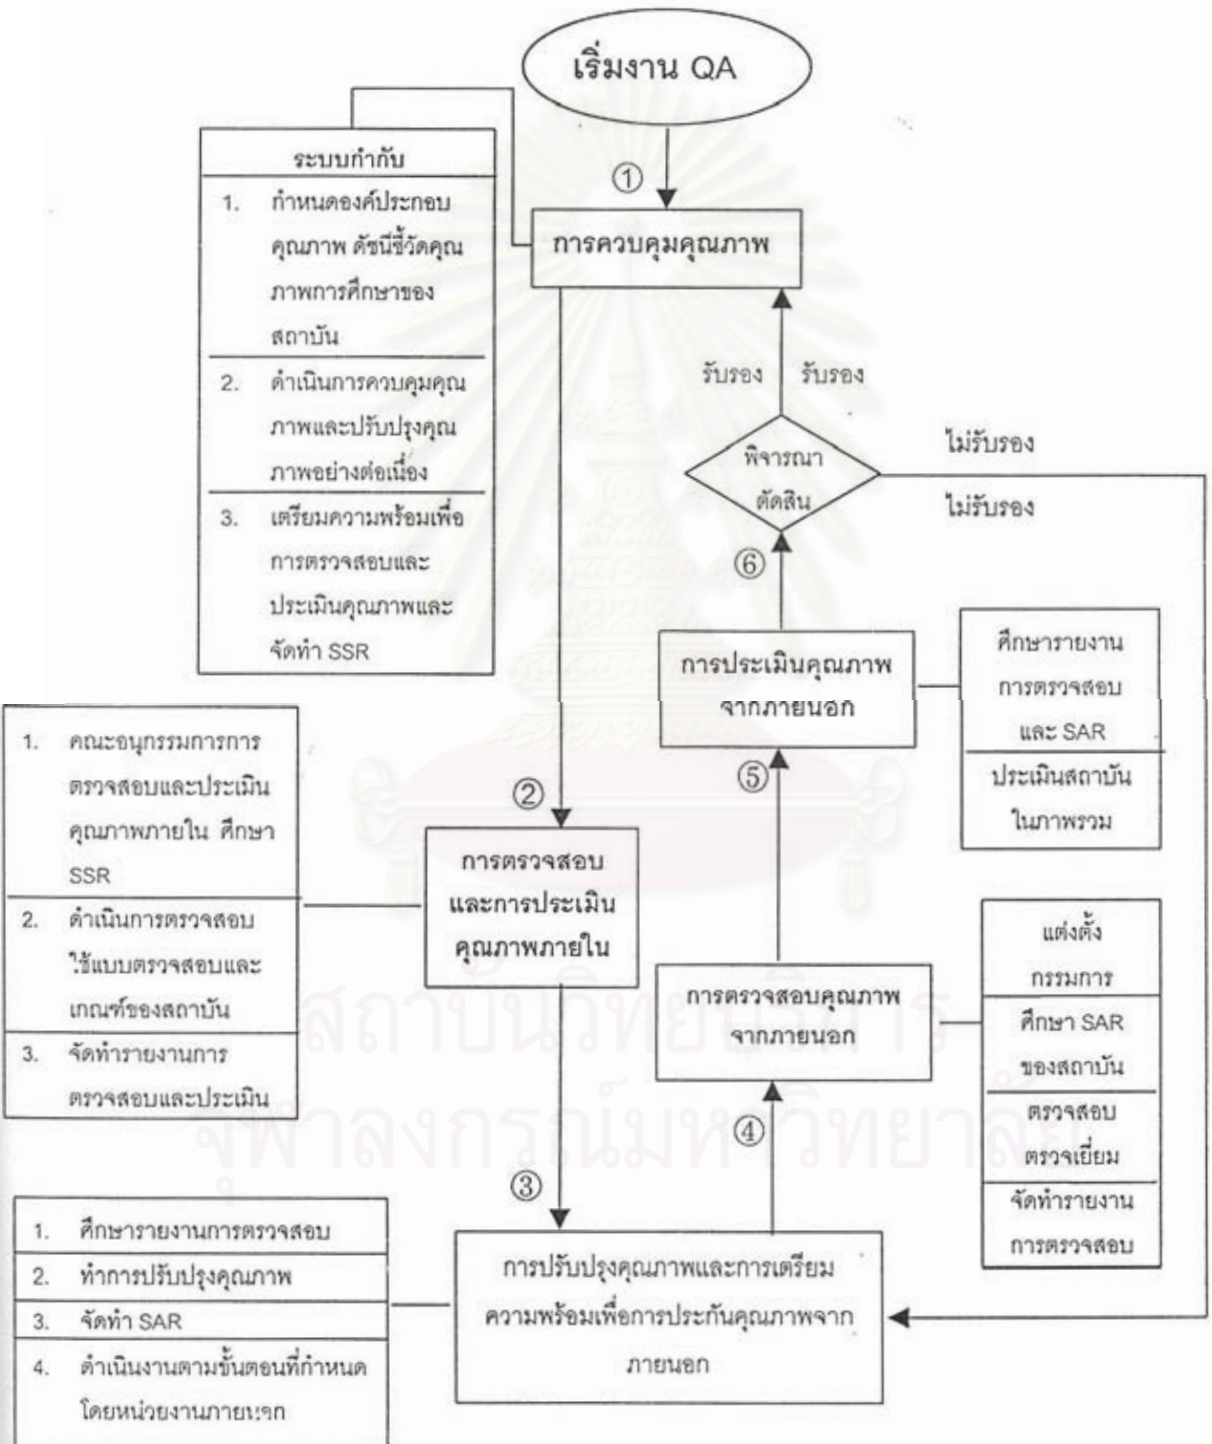 เริ่มงาน QA
①
การควบคุมคุณภาพ
ระบบกำกับ
1. กำหนดองค์ประกอบ
คุณภาพ ดัชนีชี้วัดคุณ
ภาพการศึกษาของ
สถาบัน
2. ดำเนินการควบคุมคุณ
ภาพและปรับปรุงคุณ
ภาพอย่างต่อเนื่อง
3. เตรียมความพร้อมเพื่อ
การตรวจสอบและ
ประเมินคุณภาพและ
จัดทำ SSR
รับรอง รับรอง
พิจารณา
ตัดสิน
ไม่รับรอง
ไม่รับรอง
⑥
การประเมินคุณภาพ
จากภายนอก
ศึกษารายงาน
การตรวจสอบ
และ SAR
ประเมินสถาบัน
ในภาพรวม
⑤
1. คณะอนุกรรมการการ
ตรวจสอบและประเมิน
คุณภาพภายใน ศึกษา
SSR
2. ดำเนินการตรวจสอบ
ใช้แบบตรวจสอบและ
เกณฑ์ของสถาบัน
3. จัดทำรายงานการ
ตรวจสอบและประเมิน
②
การตรวจสอบ
และการประเมิน
คุณภาพภายใน
การตรวจสอบคุณภาพ
จากภายนอก
แต่งตั้ง
กรรมการ
ศึกษา SAR
ของสถาบัน
ตรวจสอบ
ตรวจเยี่ยม
จัดทำรายงาน
การตรวจสอบ
④
③
1. ศึกษารายงานการตรวจสอบ
2. ทำการปรับปรุงคุณภาพ
3. จัดทำ SAR
4. ดำเนินงานตามขั้นตอนที่กำหนด
โดยหน่วยงานภายนอก
การปรับปรุงคุณภาพและการเตรียม
ความพร้อมเพื่อการประกันคุณภาพจาก
ภายนอก
สถาบันวิทยบริการ
จุฬาลงกรณ์มหาวิทยาลัย